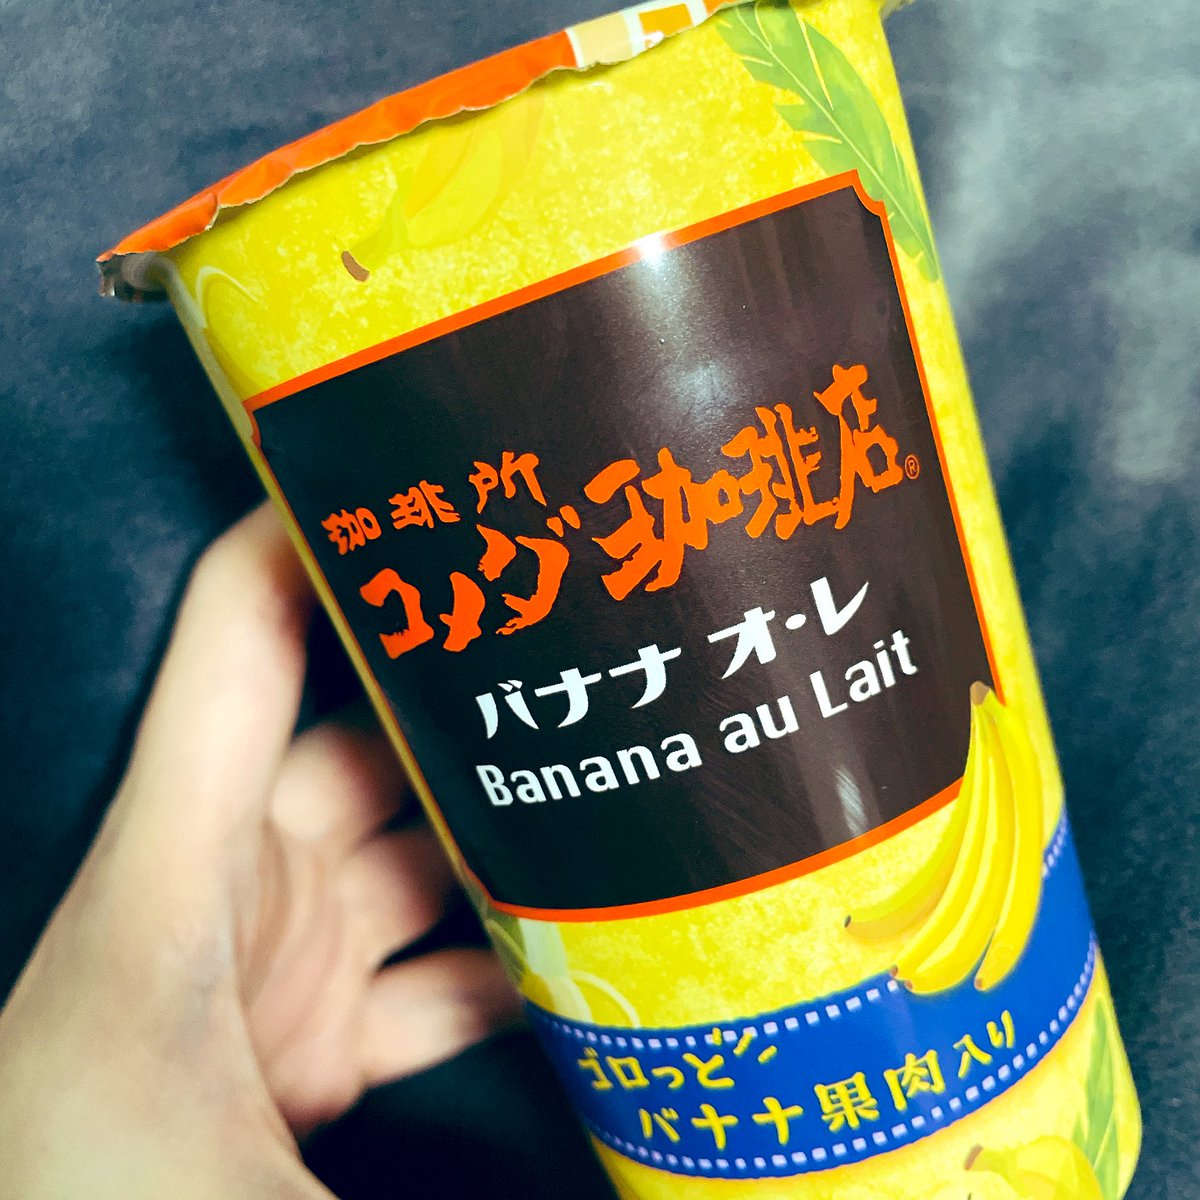 珈琲所
コメダ珈琲店®
バナナ オ・レ
Banana au Lait
ゴロっと
バナナ果肉入り